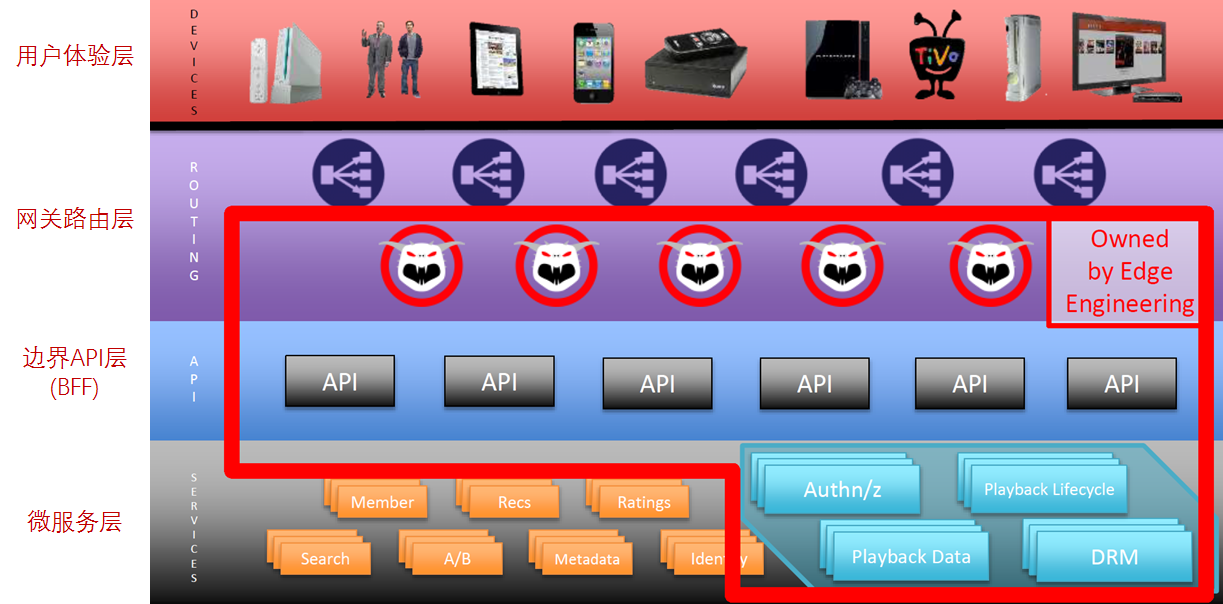 用户体验层
DEVICES
TiVo
网关路由层
ROUTING
Owned
by Edge
Engineering
边界API层
(BFF)
API
API
API
API
API
API
API
微服务层
SERVICES
Member
Recs
Ratings
Authn/z
Playback Lifecycle
Search
A/B
Metadata
Identity
Playback Data
DRM